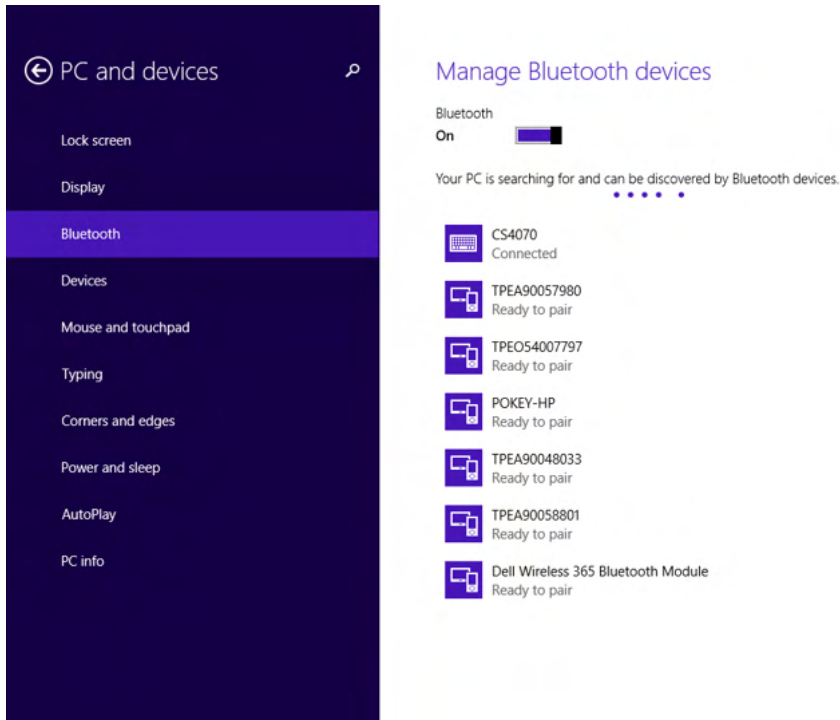 PC and devices
Lock screen
Display
Bluetooth
Devices
Mouse and touchpad
Typing
Corners and edges
Power and sleep
AutoPlay
PC info
Manage Bluetooth devices
Bluetooth
On
Your PC is searching for and can be discovered by Bluetooth devices.
CS4070
Connected
TPEA90057980
Ready to pair
TPEO54007797
Ready to pair
POKEY-HP
Ready to pair
TPEA90048033
Ready to pair
TPEA90058801
Ready to pair
Dell Wireless 365 Bluetooth Module
Ready to pair